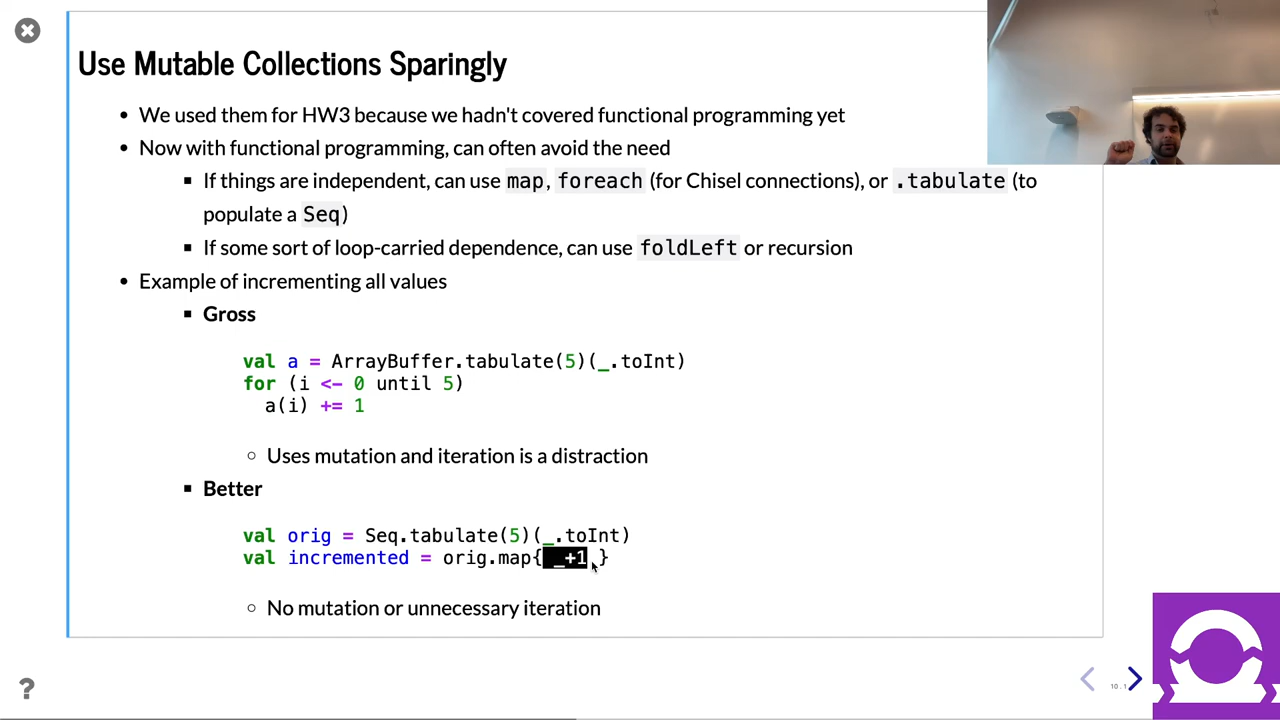 Use Mutable Collections Sparingly
We used them for HW3 because we hadn't covered functional programming yet
Now with functional programming, can often avoid the need
If things are independent, can use map, foreach (for Chisel connections), or .tabulate (to
populate a Seq)
If some sort of loop-carried dependence, can use foldLeft or recursion
Example of incrementing all values
Gross
val a = ArrayBuffer.tabulate(5)(_.toInt)
for (i <- 0 until 5)
a(i) += 1
Uses mutation and iteration is a distraction
Better
val orig = Seq.tabulate(5)(_.toInt)
val incremented = orig.map{ _+1 }
No mutation or unnecessary iteration
?
10.1